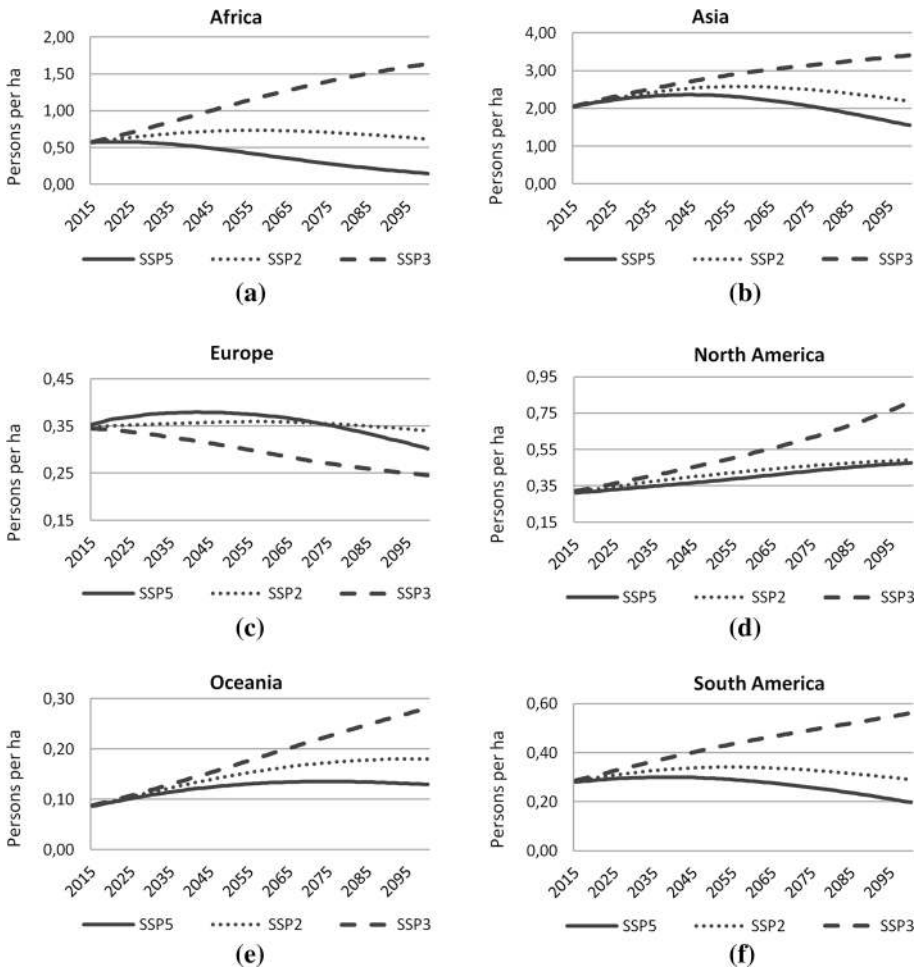 Africa
Persons per ha
2,00
1,50
1,00
0,50
0,00
2015 2025 2035 2045 2055 2065 2075 2085 2095
SSP5 SSP2 SSP3
(a)
Asia
Persons per ha
4,00
3,00
2,00
1,00
0,00
2015 2025 2035 2045 2055 2065 2075 2085 2095
SSP5 SSP2 SSP3
(b)
Europe
Persons per ha
0,45
0,35
0,25
0,15
2015 2025 2035 2045 2055 2065 2075 2085 2095
SSP5 SSP2 SSP3
(c)
North America
Persons per ha
0,95
0,75
0,55
0,35
0,15
2015 2025 2035 2045 2055 2065 2075 2085 2095
SSP5 SSP2 SSP3
(d)
Oceania
Persons per ha
0,30
0,20
0,10
0,00
2015 2025 2035 2045 2055 2065 2075 2085 2095
SSP5 SSP2 SSP3
(e)
South America
Persons per ha
0,60
0,40
0,20
0,00
2015 2025 2035 2045 2055 2065 2075 2085 2095
SSP5 SSP2 SSP3
(f)